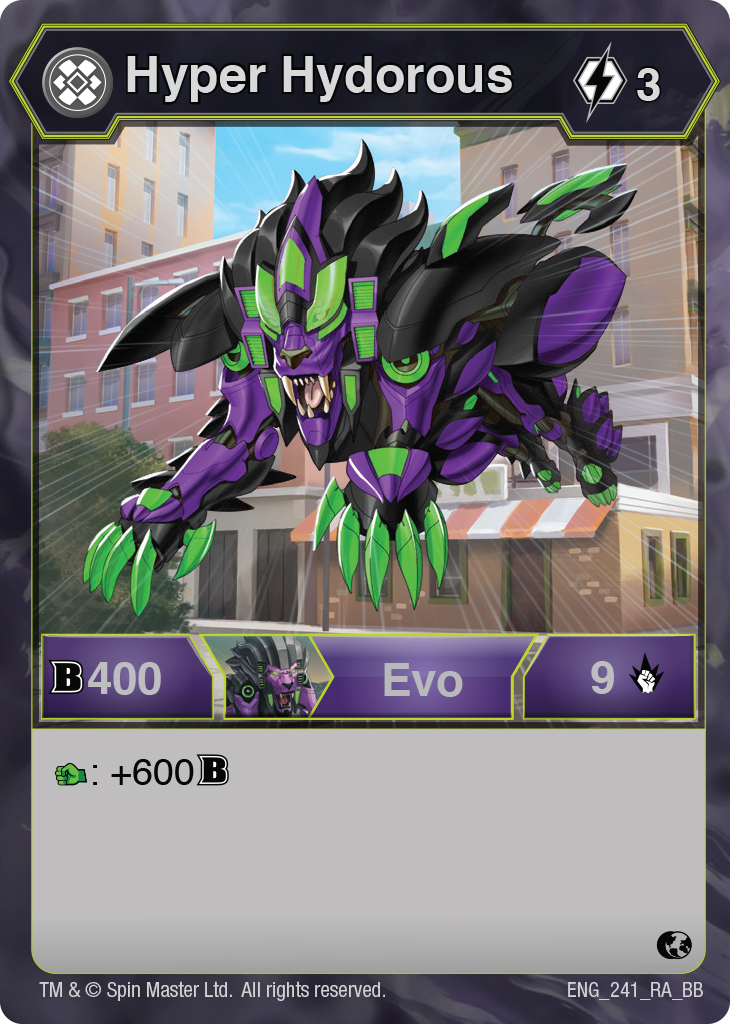 Hyper Hydorous 3
B 400 Evo 9
: +600 B
TM & © Spin Master Ltd. All rights reserved. ENG_241_RA_BB